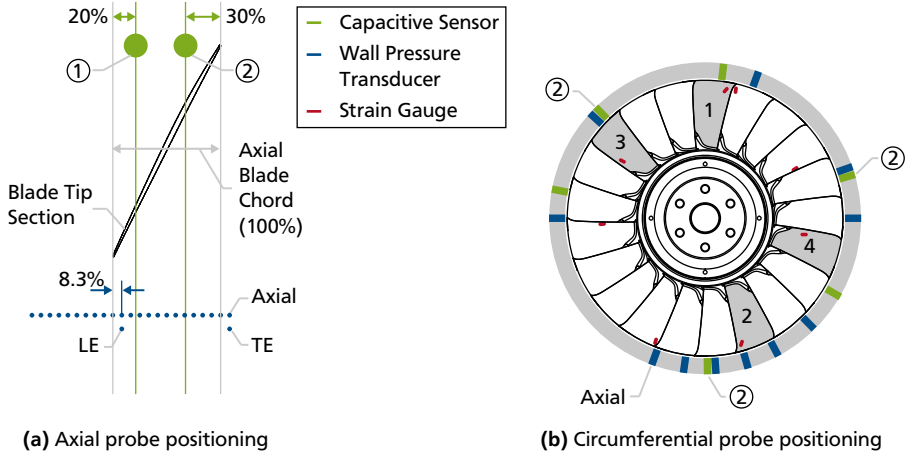 20%
30%
①
②
Axial
Blade
Chord
(100%)
Blade Tip
Section
8.3%
Axial
LE
TE
(a) Axial probe positioning
Capacitive Sensor
Wall Pressure
Transducer
Strain Gauge
②
②
1
3
4
2
Axial
②
(b) Circumferential probe positioning